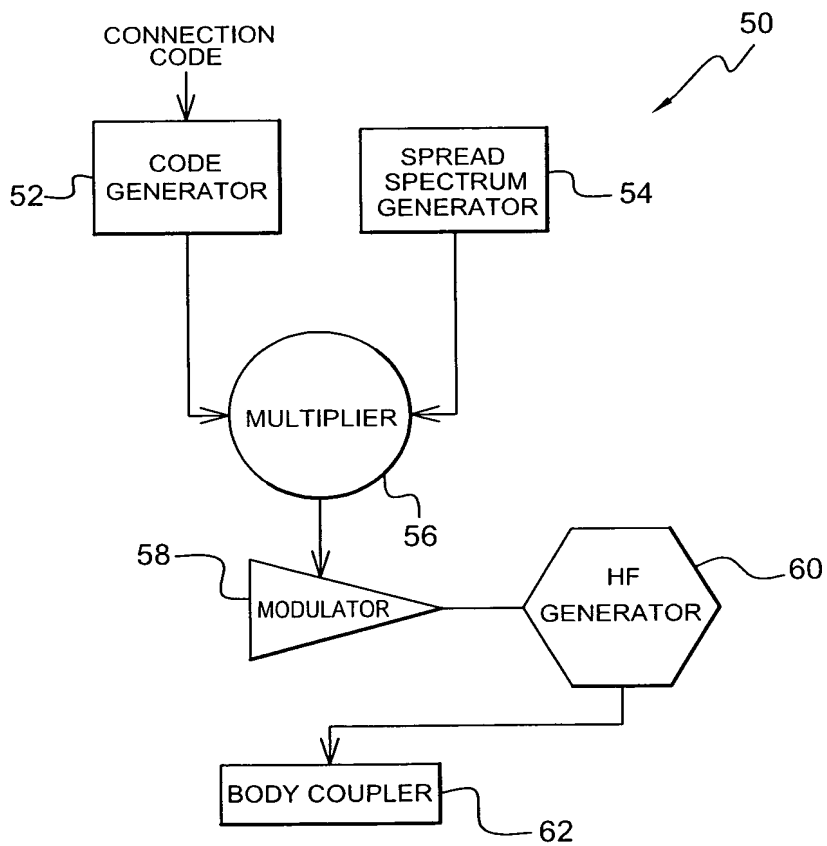 CONNECTION
CODE
50
CODE
GENERATOR
52
SPREAD
SPECTRUM
GENERATOR
54
MULTIPLIER
56
58
MODULATOR
HF
GENERATOR
60
BODY COUPLER
62